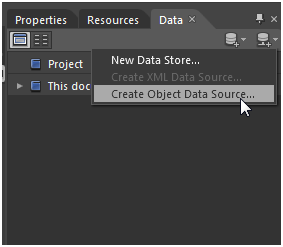 Properties Resources Data
Project
New Data Store...
Create XML Data Source...
This doc
Create Object Data Source...